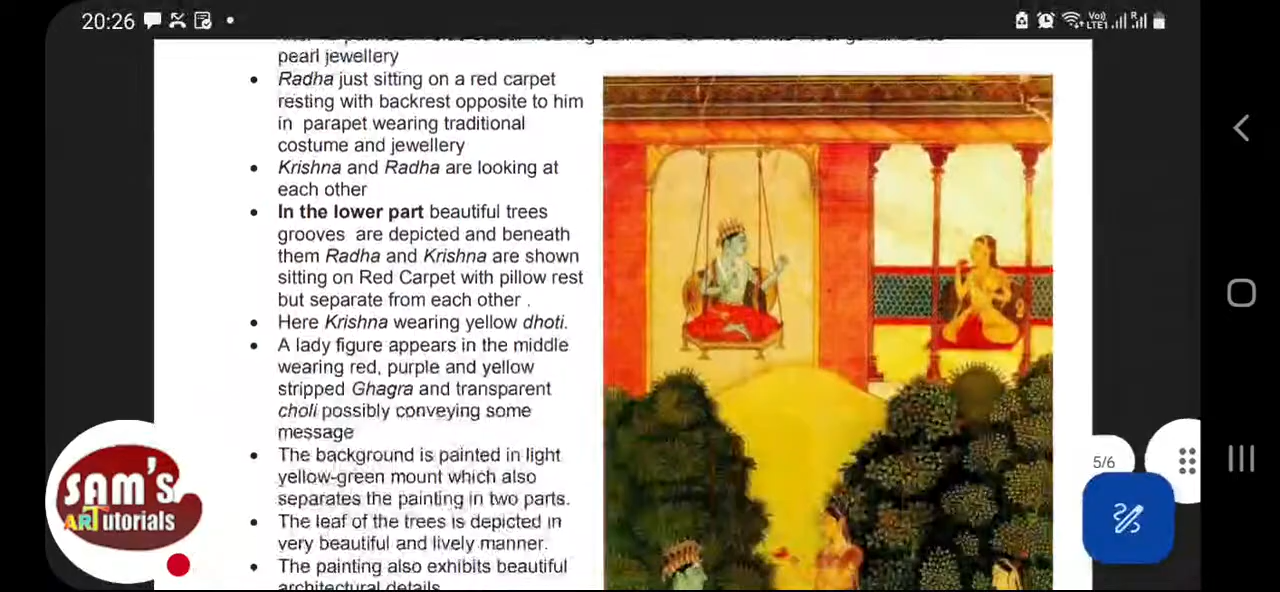 20:26
Vo)
LTE1
R
pearl jewellery
• Radha just sitting on a red carpet
resting with backrest opposite to him
in parapet wearing traditional
costume and jewellery
• Krishna and Radha are looking at
each other
• In the lower part beautiful trees
grooves are depicted and beneath
them Radha and Krishna are shown
sitting on Red Carpet with pillow rest
but separate from each other .
• Here Krishna wearing yellow dhoti.
• A lady figure appears in the middle
wearing red, purple and yellow
stripped Ghagra and transparent
choli possibly conveying some
message
• The background is painted in light
yellow-green mount which also
separates the painting in two parts.
• The leaf of the trees is depicted in
very beautiful and lively manner.
• The painting also exhibits beautiful
architectural details
5/6
SAM'S
ARTutorials